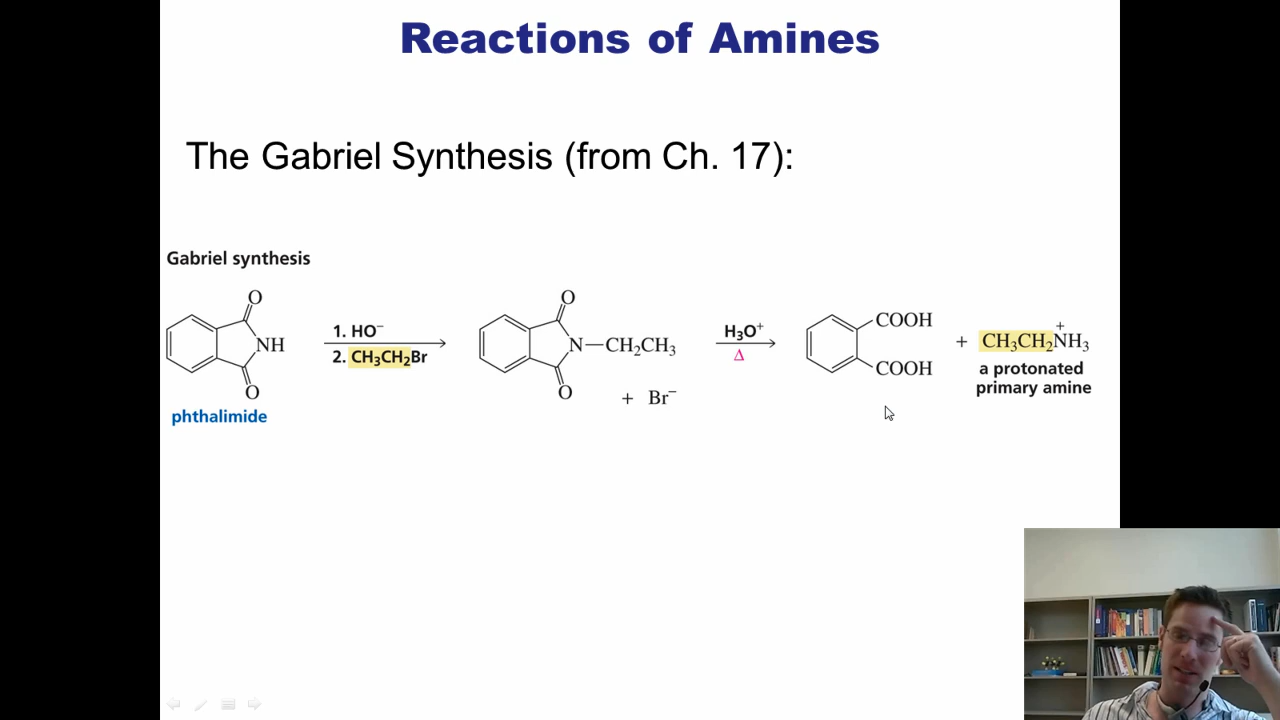 Reactions of Amines
The Gabriel Synthesis (from Ch. 17):
Gabriel synthesis
O
NH
O
phthalimide
1. HO⁻
2. CH₃CH₂Br
O
N—CH₂CH₃
O
+ Br⁻
H₃O⁺
Δ
COOH
COOH
+ CH₃CH₂N⁺H₃
a protonated
primary amine